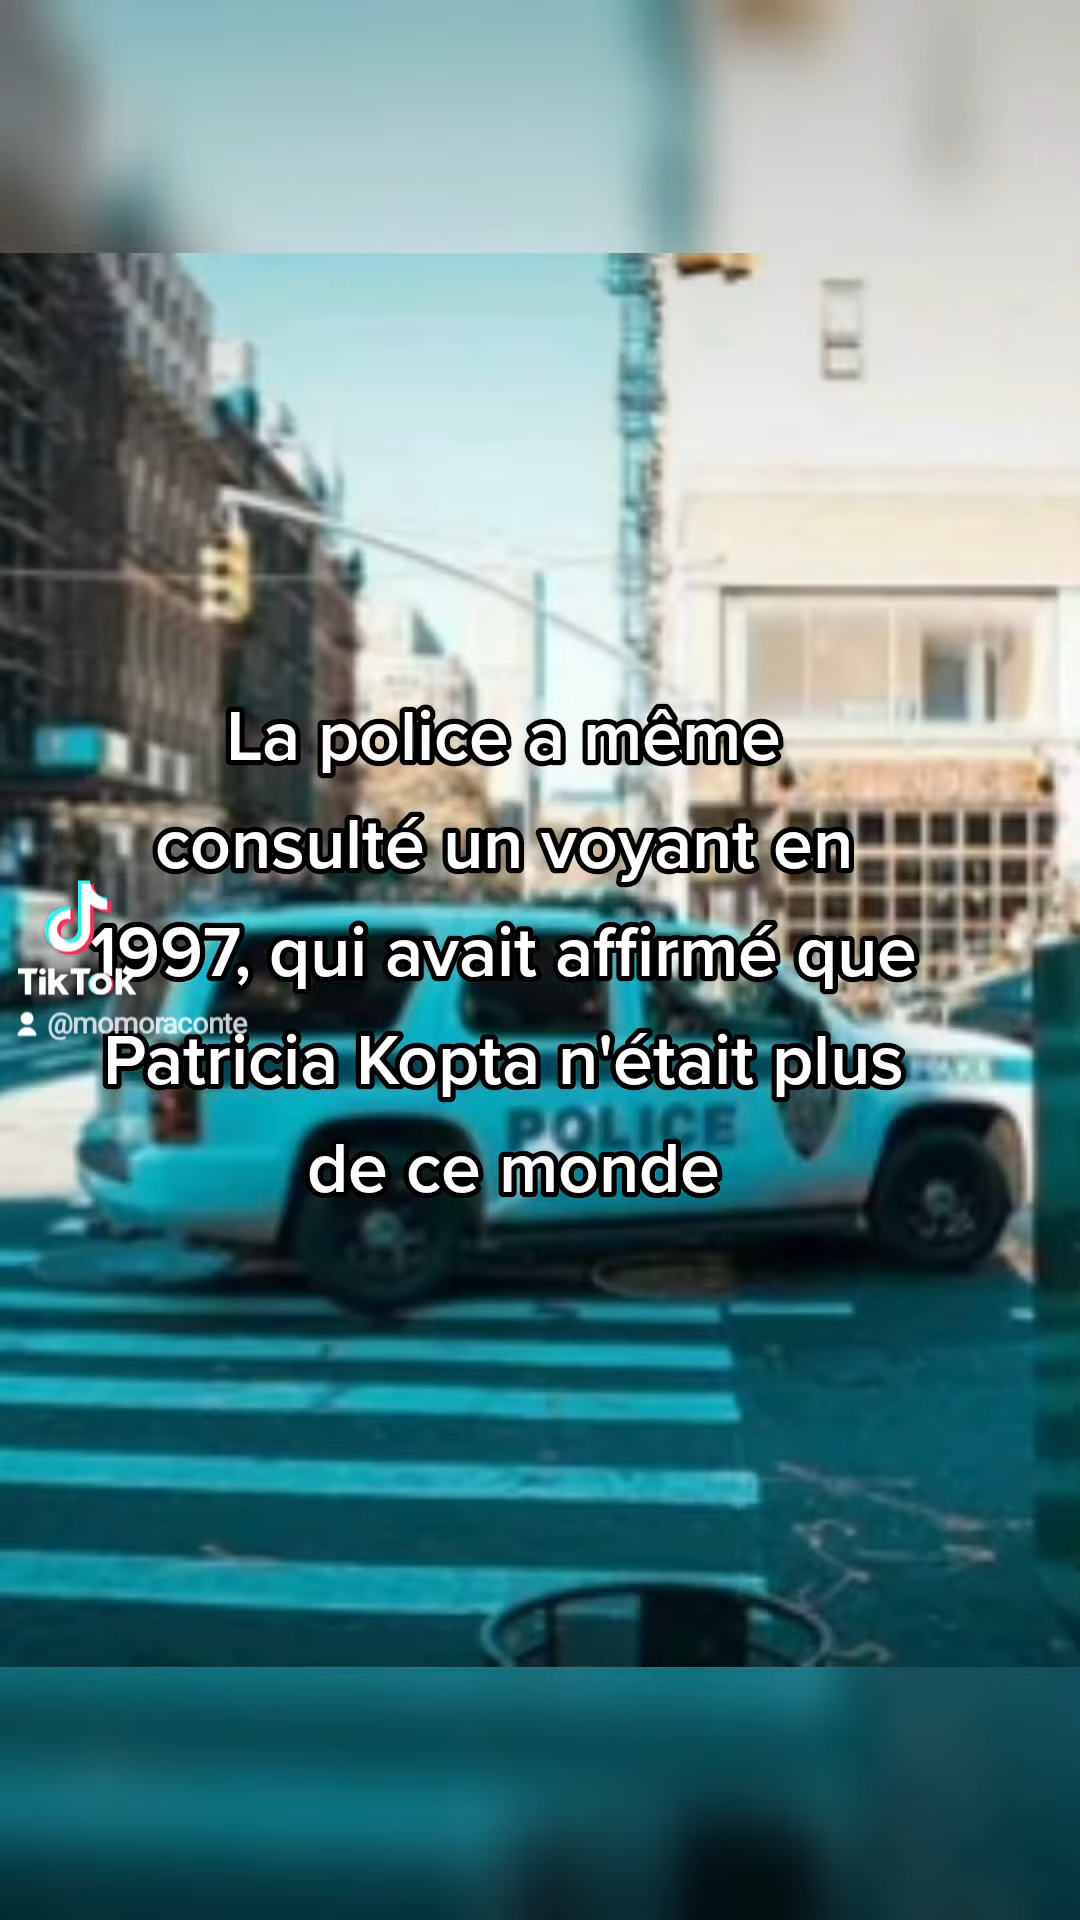 La police a même
consulté un voyant en
1997, qui avait affirmé que
Patricia Kopta n'était plus
de ce monde
TikTok
@momoraconte
POLICE